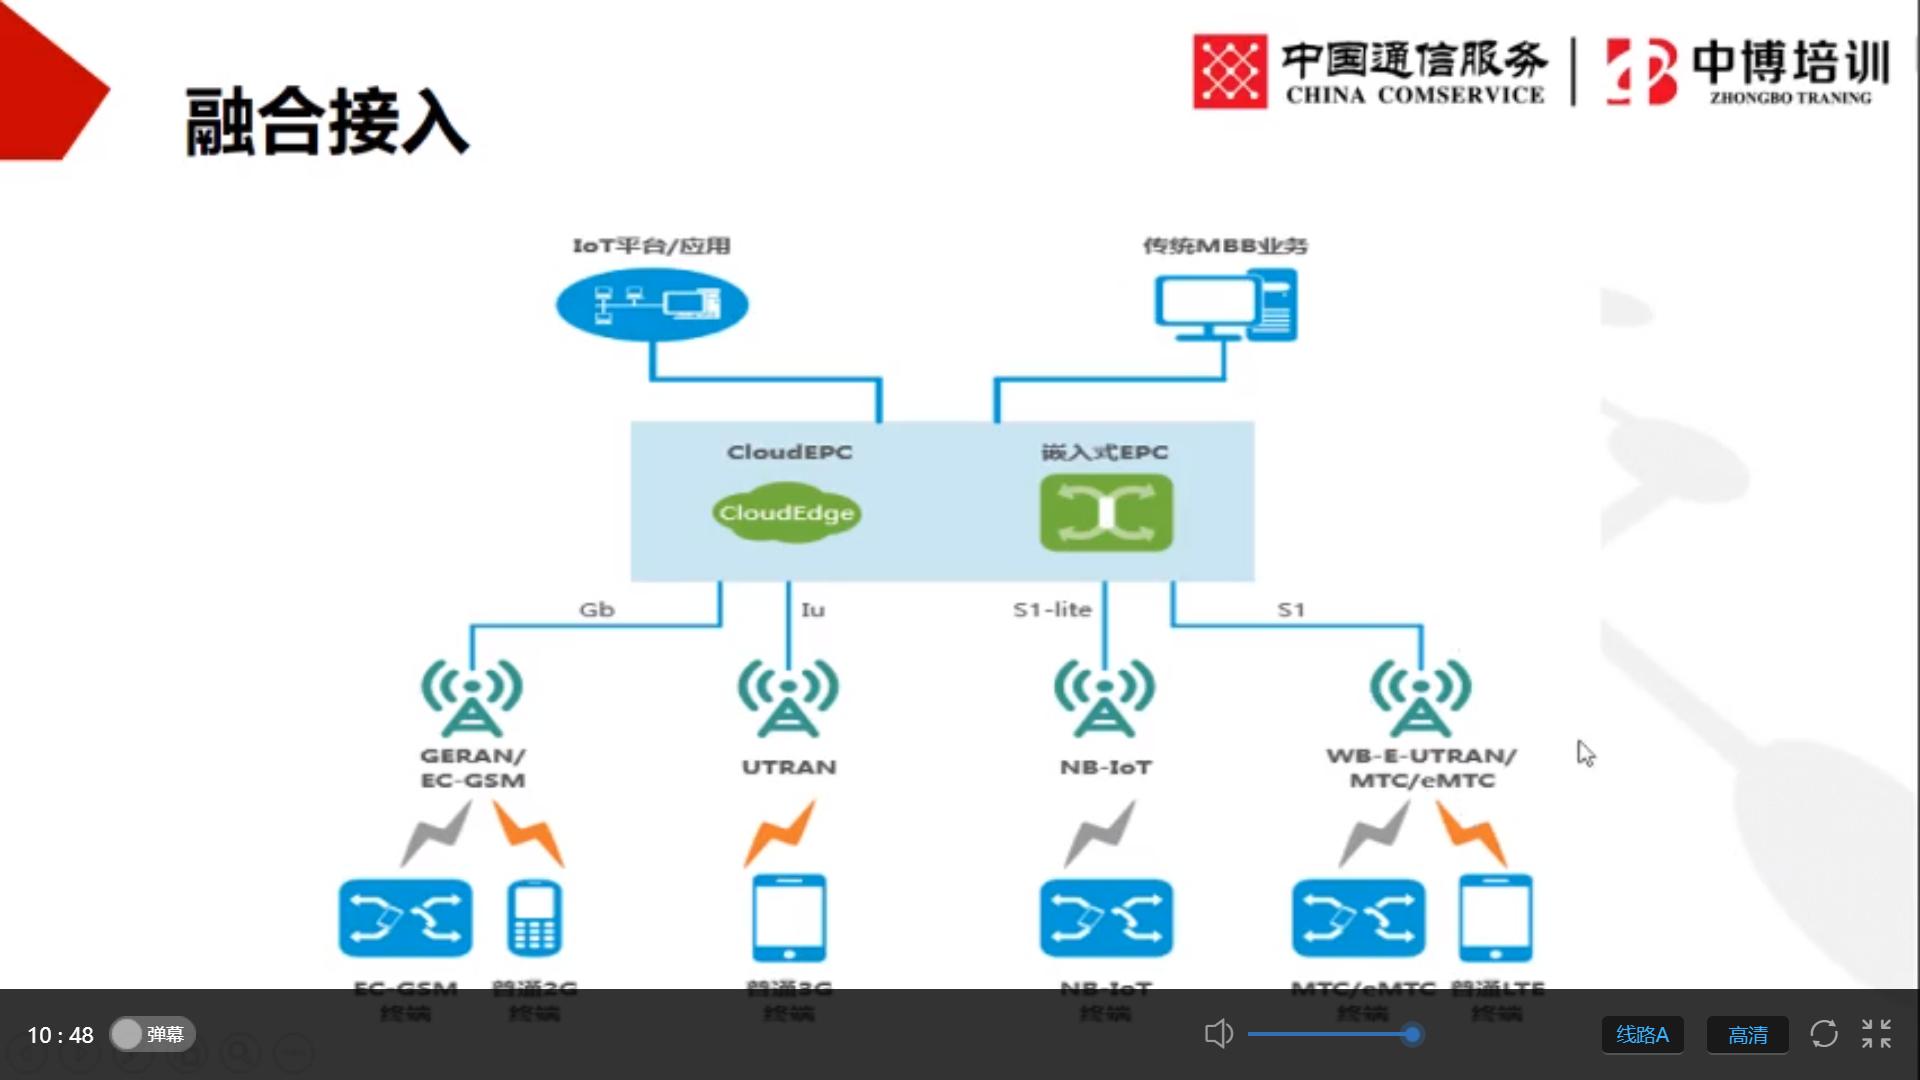 中国通信服务
CHINA COMSERVICE
中博培训
ZHONGBO TRANING
融合接入
IoT平台/应用
传统MBB业务
CloudEPC
嵌入式EPC
CloudEdge
Gb
Iu
S1-lite
S1
GERAN/
EC-GSM
UTRAN
NB-IoT
WB-E-UTRAN/
MTC/eMTC
EC-GSM
终端
普通2G
终端
普通3G
终端
NB-IoT
终端
MTC/eMTC
终端
普通LTE
终端
10 : 48
弹幕
线路A
高清